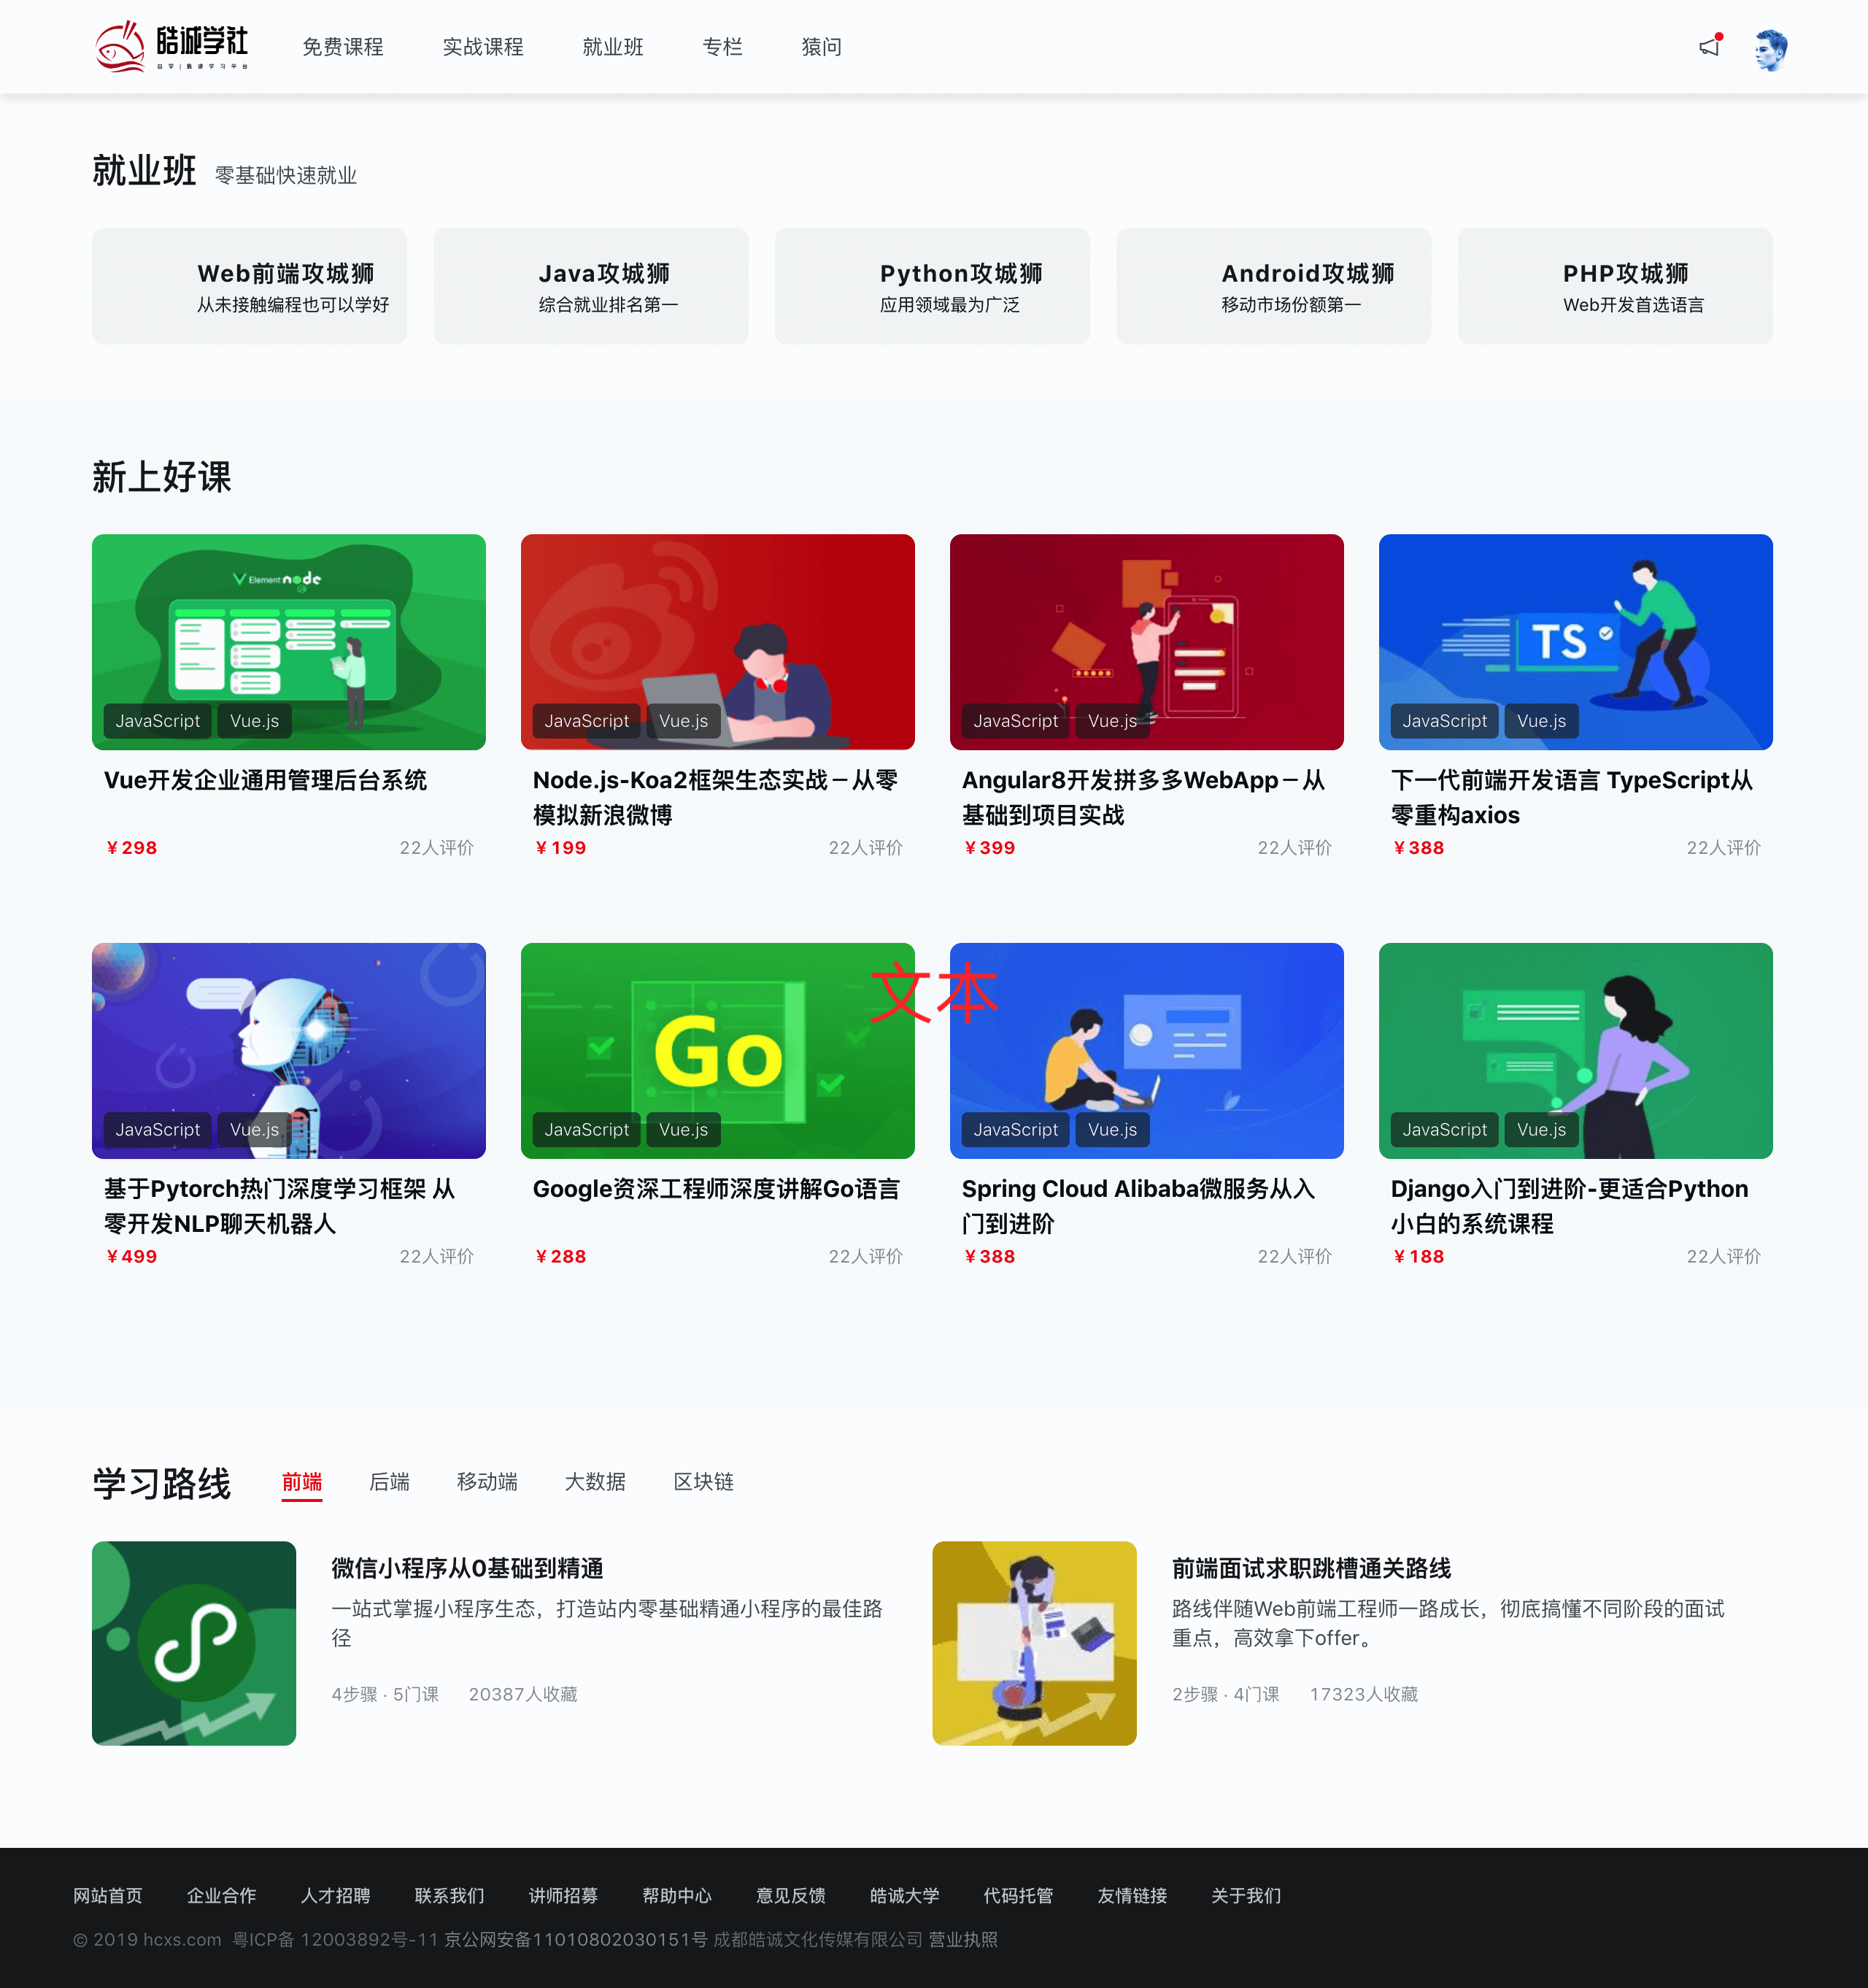 皓诚学社
自学|靠谱学习平台
免费课程 实战课程 就业班 专栏 猿问
就业班 零基础快速就业
Web前端攻城狮 Java攻城狮 Python攻城狮 Android攻城狮 PHP攻城狮
从未接触编程也可以学好 综合就业排名第一 应用领域最为广泛 移动市场份额第一 Web开发首选语言
新上好课
Element node
TS
JavaScript Vue.js JavaScript Vue.js JavaScript Vue.js JavaScript Vue.js
Vue开发企业通用管理后台系统
Node.js-Koa2框架生态实战－从零
模拟新浪微博
Angular8开发拼多多WebApp－从
基础到项目实战
下一代前端开发语言 TypeScript从
零重构axios
￥298 22人评价 ￥199 22人评价 ￥399 22人评价 ￥388 22人评价
文本
Go
JavaScript Vue.js JavaScript Vue.js JavaScript Vue.js JavaScript Vue.js
基于Pytorch热门深度学习框架 从
零开发NLP聊天机器人
Google资深工程师深度讲解Go语言
Spring Cloud Alibaba微服务从入
门到进阶
Django入门到进阶-更适合Python
小白的系统课程
￥499 22人评价 ￥288 22人评价 ￥388 22人评价 ￥188 22人评价
学习路线 前端 后端 移动端 大数据 区块链
微信小程序从0基础到精通
一站式掌握小程序生态，打造站内零基础精通小程序的最佳路
径
4步骤 · 5门课 20387人收藏
前端面试求职跳槽通关路线
路线伴随Web前端工程师一路成长，彻底搞懂不同阶段的面试
重点，高效拿下offer。
2步骤 · 4门课 17323人收藏
网站首页 企业合作 人才招聘 联系我们 讲师招募 帮助中心 意见反馈 皓诚大学 代码托管 友情链接 关于我们
© 2019 hcxs.com 粤ICP备 12003892号-11 京公网安备11010802030151号 成都皓诚文化传媒有限公司 营业执照